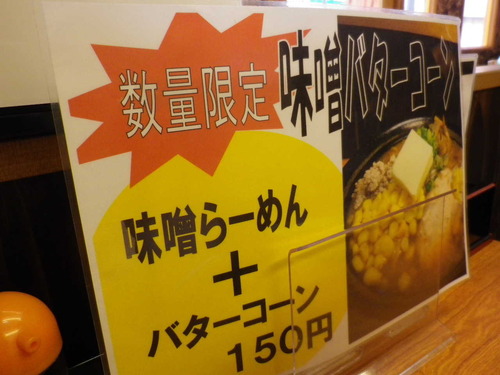 数量限定
味噌バターコーン
味噌らーめん
＋
バターコーン
150円